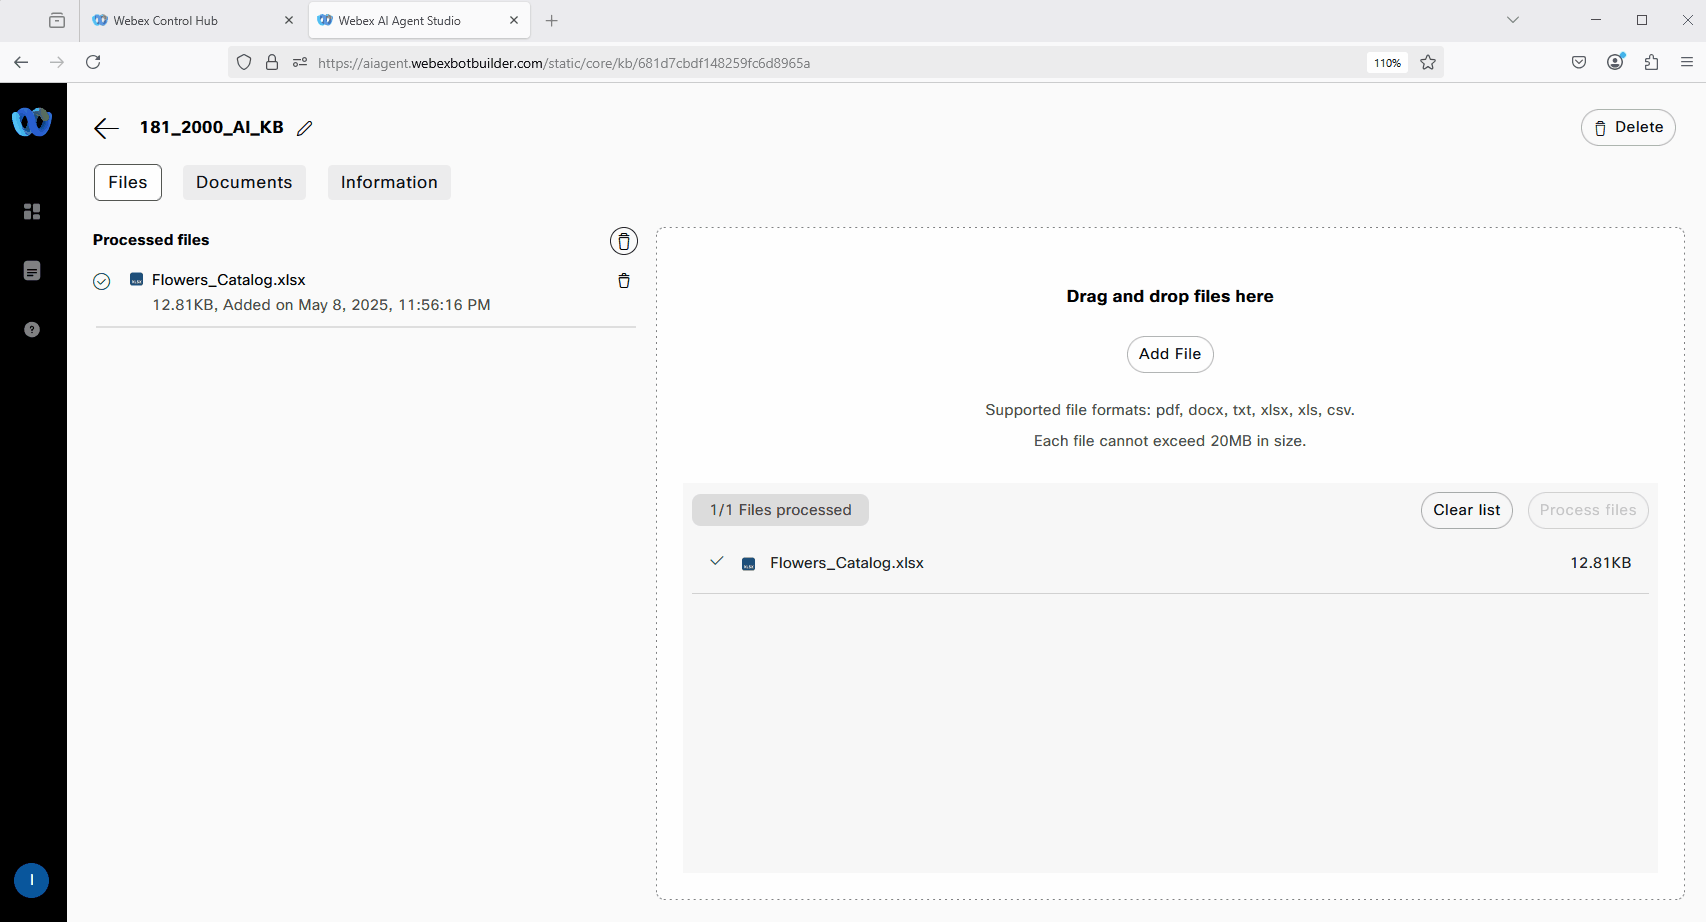 Webex Control Hub
Webex AI Agent Studio
https://aiagent.webexbotbuilder.com/static/core/kb/681d7cbdf148259fc6d8965a
110%
181_2000_AI_KB
Delete
Files
Documents
Information
Processed files
Flowers_Catalog.xlsx
12.81KB, Added on May 8, 2025, 11:56:16 PM
Drag and drop files here
Add File
Supported file formats: pdf, docx, txt, xlsx, xls, csv.
Each file cannot exceed 20MB in size.
1/1 Files processed
Clear list
Process files
XLSX
Flowers_Catalog.xlsx
12.81KB
I